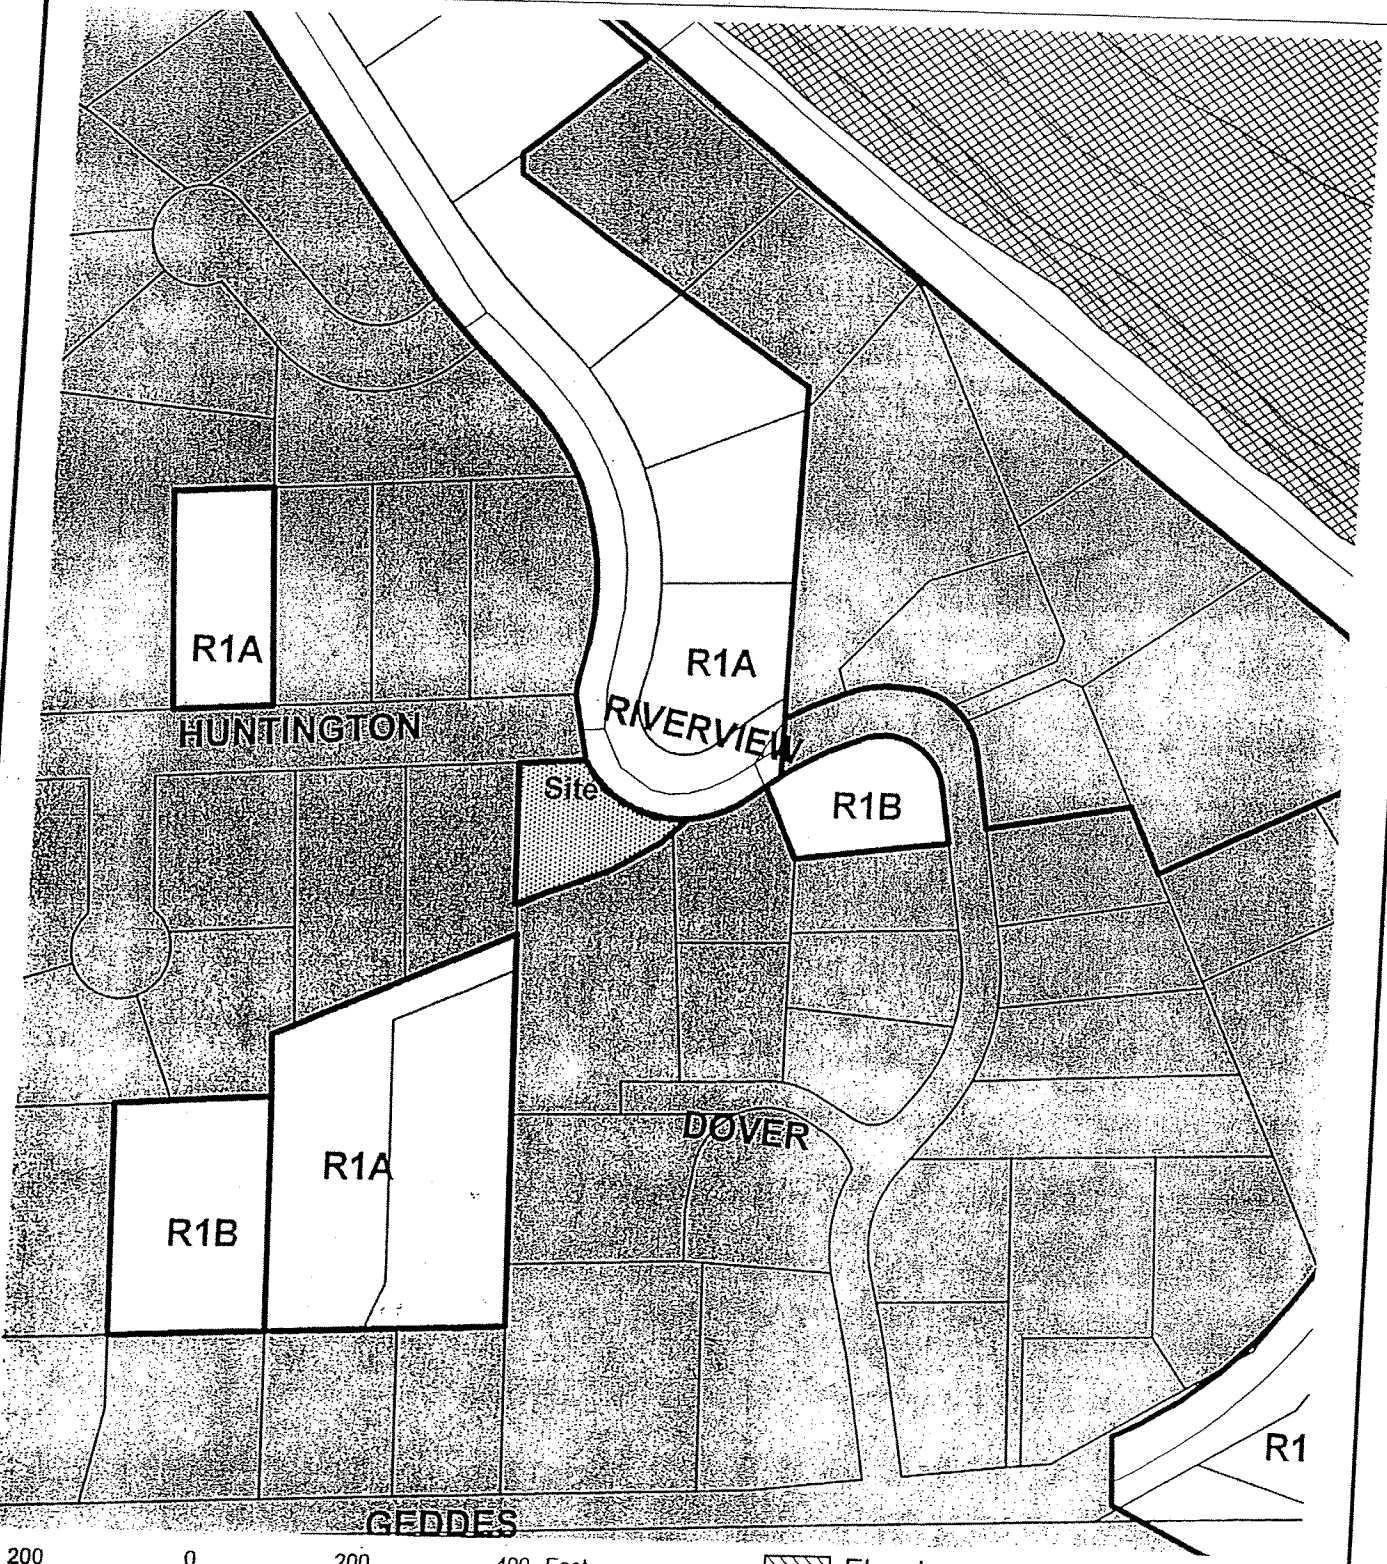 R1A
R1A
HUNTINGTON
RIVERVIEW
Site
R1B
DOVER
R1A
R1B
R1
GEDDES
200 0 200 400 Feet